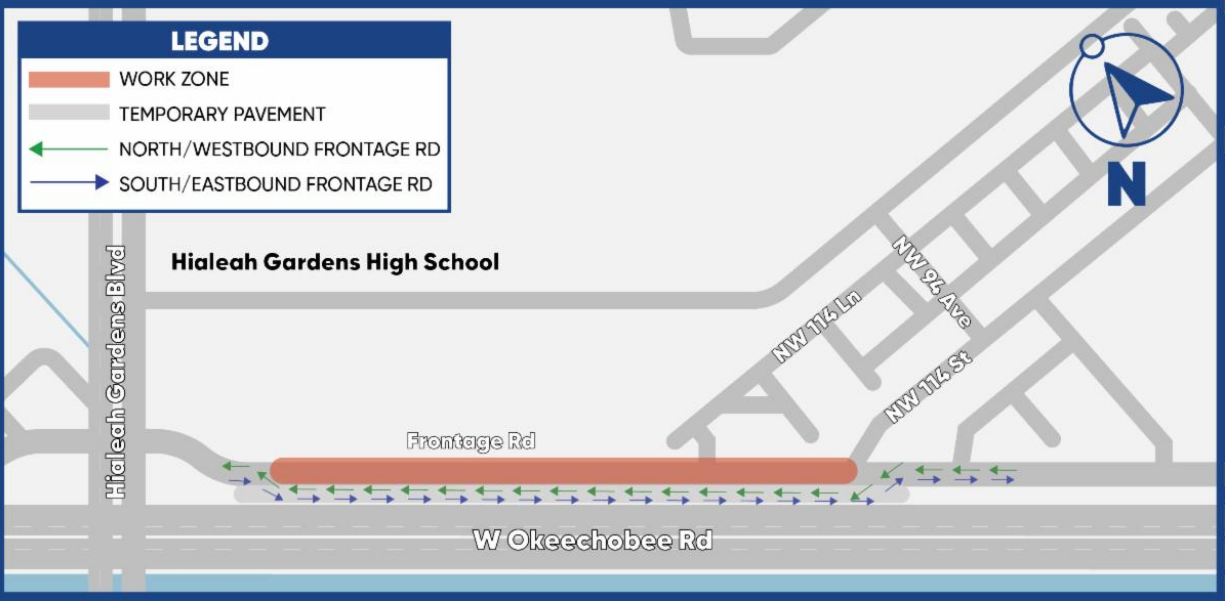 LEGEND
WORK ZONE
TEMPORARY PAVEMENT
NORTH/WESTBOUND FRONTAGE RD
SOUTH/EASTBOUND FRONTAGE RD
N
Hialeah Gardens Blvd
Hialeah Gardens High School
NW 94 Ave
NW 114 Ln
NW 114 St
Frontage Rd
W Okeechobee Rd